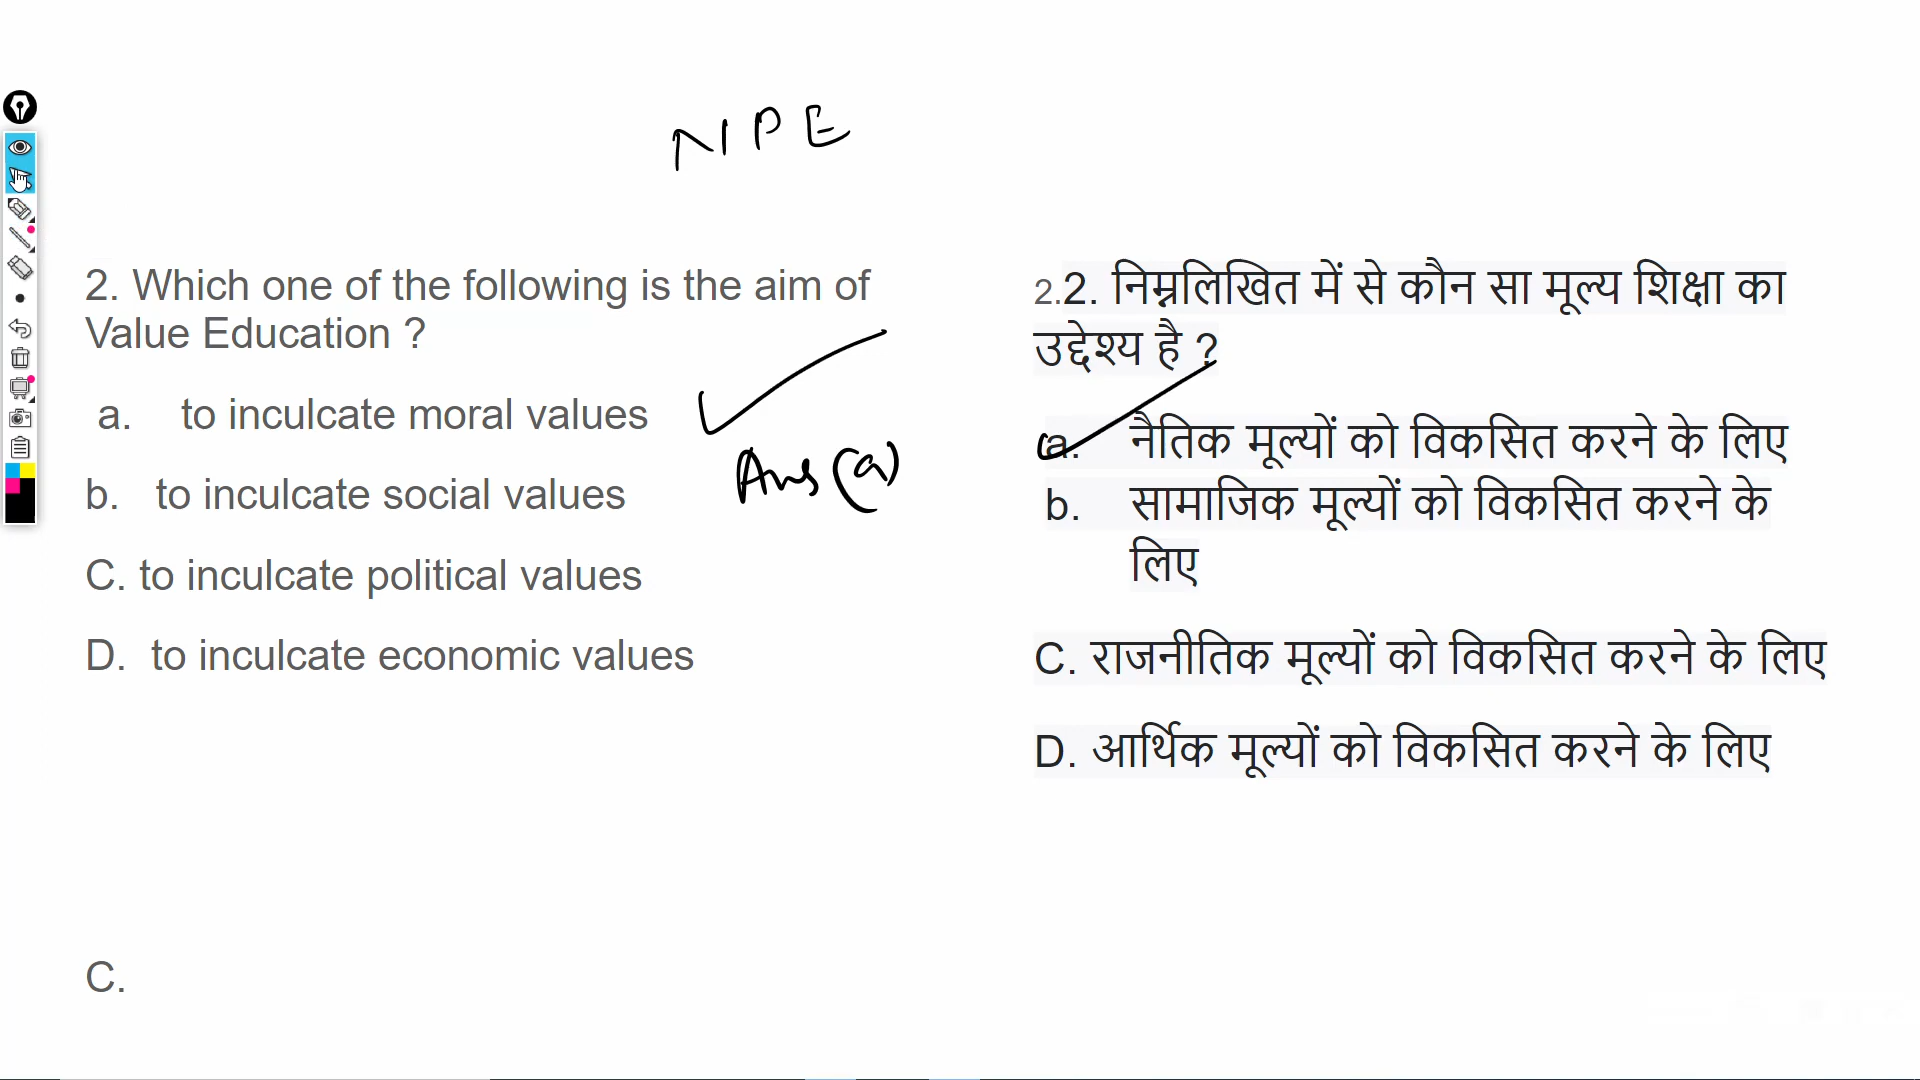 NPE
2. Which one of the following is the aim of
Value Education ?
a. to inculcate moral values
Ans (a)
b. to inculcate social values
C. to inculcate political values
D. to inculcate economic values
C.
2.2. निम्नलिखित में से कौन सा मूल्य शिक्षा का
उद्देश्य है ?
a. नैतिक मूल्यों को विकसित करने के लिए
b. सामाजिक मूल्यों को विकसित करने के
लिए
C. राजनीतिक मूल्यों को विकसित करने के लिए
D. आर्थिक मूल्यों को विकसित करने के लिए